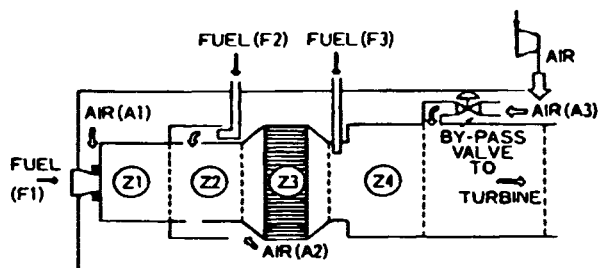 FUEL(F2)
FUEL(F3)
AIR
AIR(A1)
AIR(A3)
BY-PASS
VALVE
TO
TURBINE
FUEL
(F1)
Z1
Z2
Z3
Z4
AIR(A2)